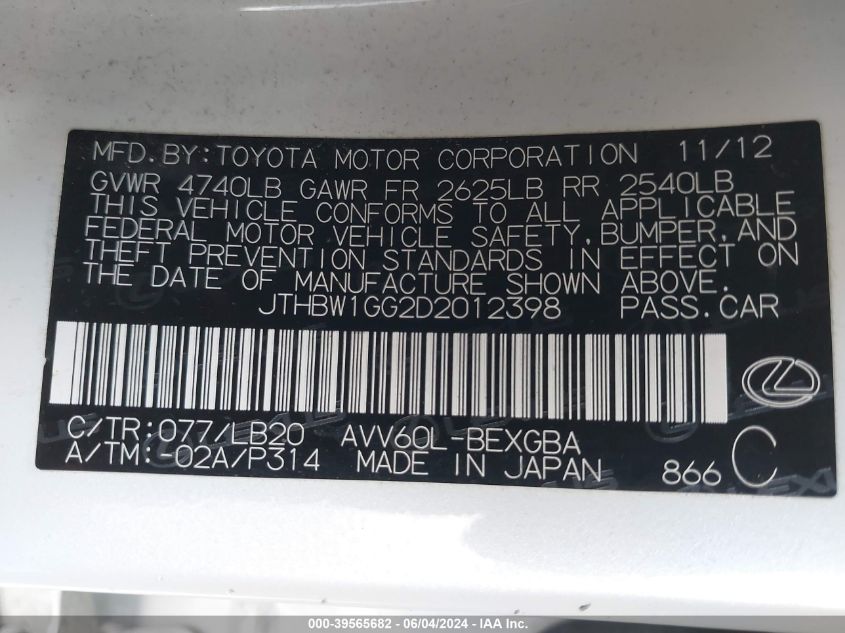 MFD.BY:TOYOTA MOTOR CORPORATION 11/12
GVWR 4740LB GAWR FR 2625LB RR 2540LB
THIS VEHICLE CONFORMS TO ALL APPLICABLE
FEDERAL MOTOR VEHICLE SAFETY, BUMPER, AND
THEFT PREVENTION STANDARDS IN EFFECT ON
THE DATE OF MANUFACTURE SHOWN ABOVE.
JTHBW1GG2D2012398 PASS.CAR
C/TR:077/LB20 AVV60L-BEXGBA
A/TM:-02A/P314 MADE IN JAPAN 866 C
000-39565682 / 06/04/2024 - IAA Inc.